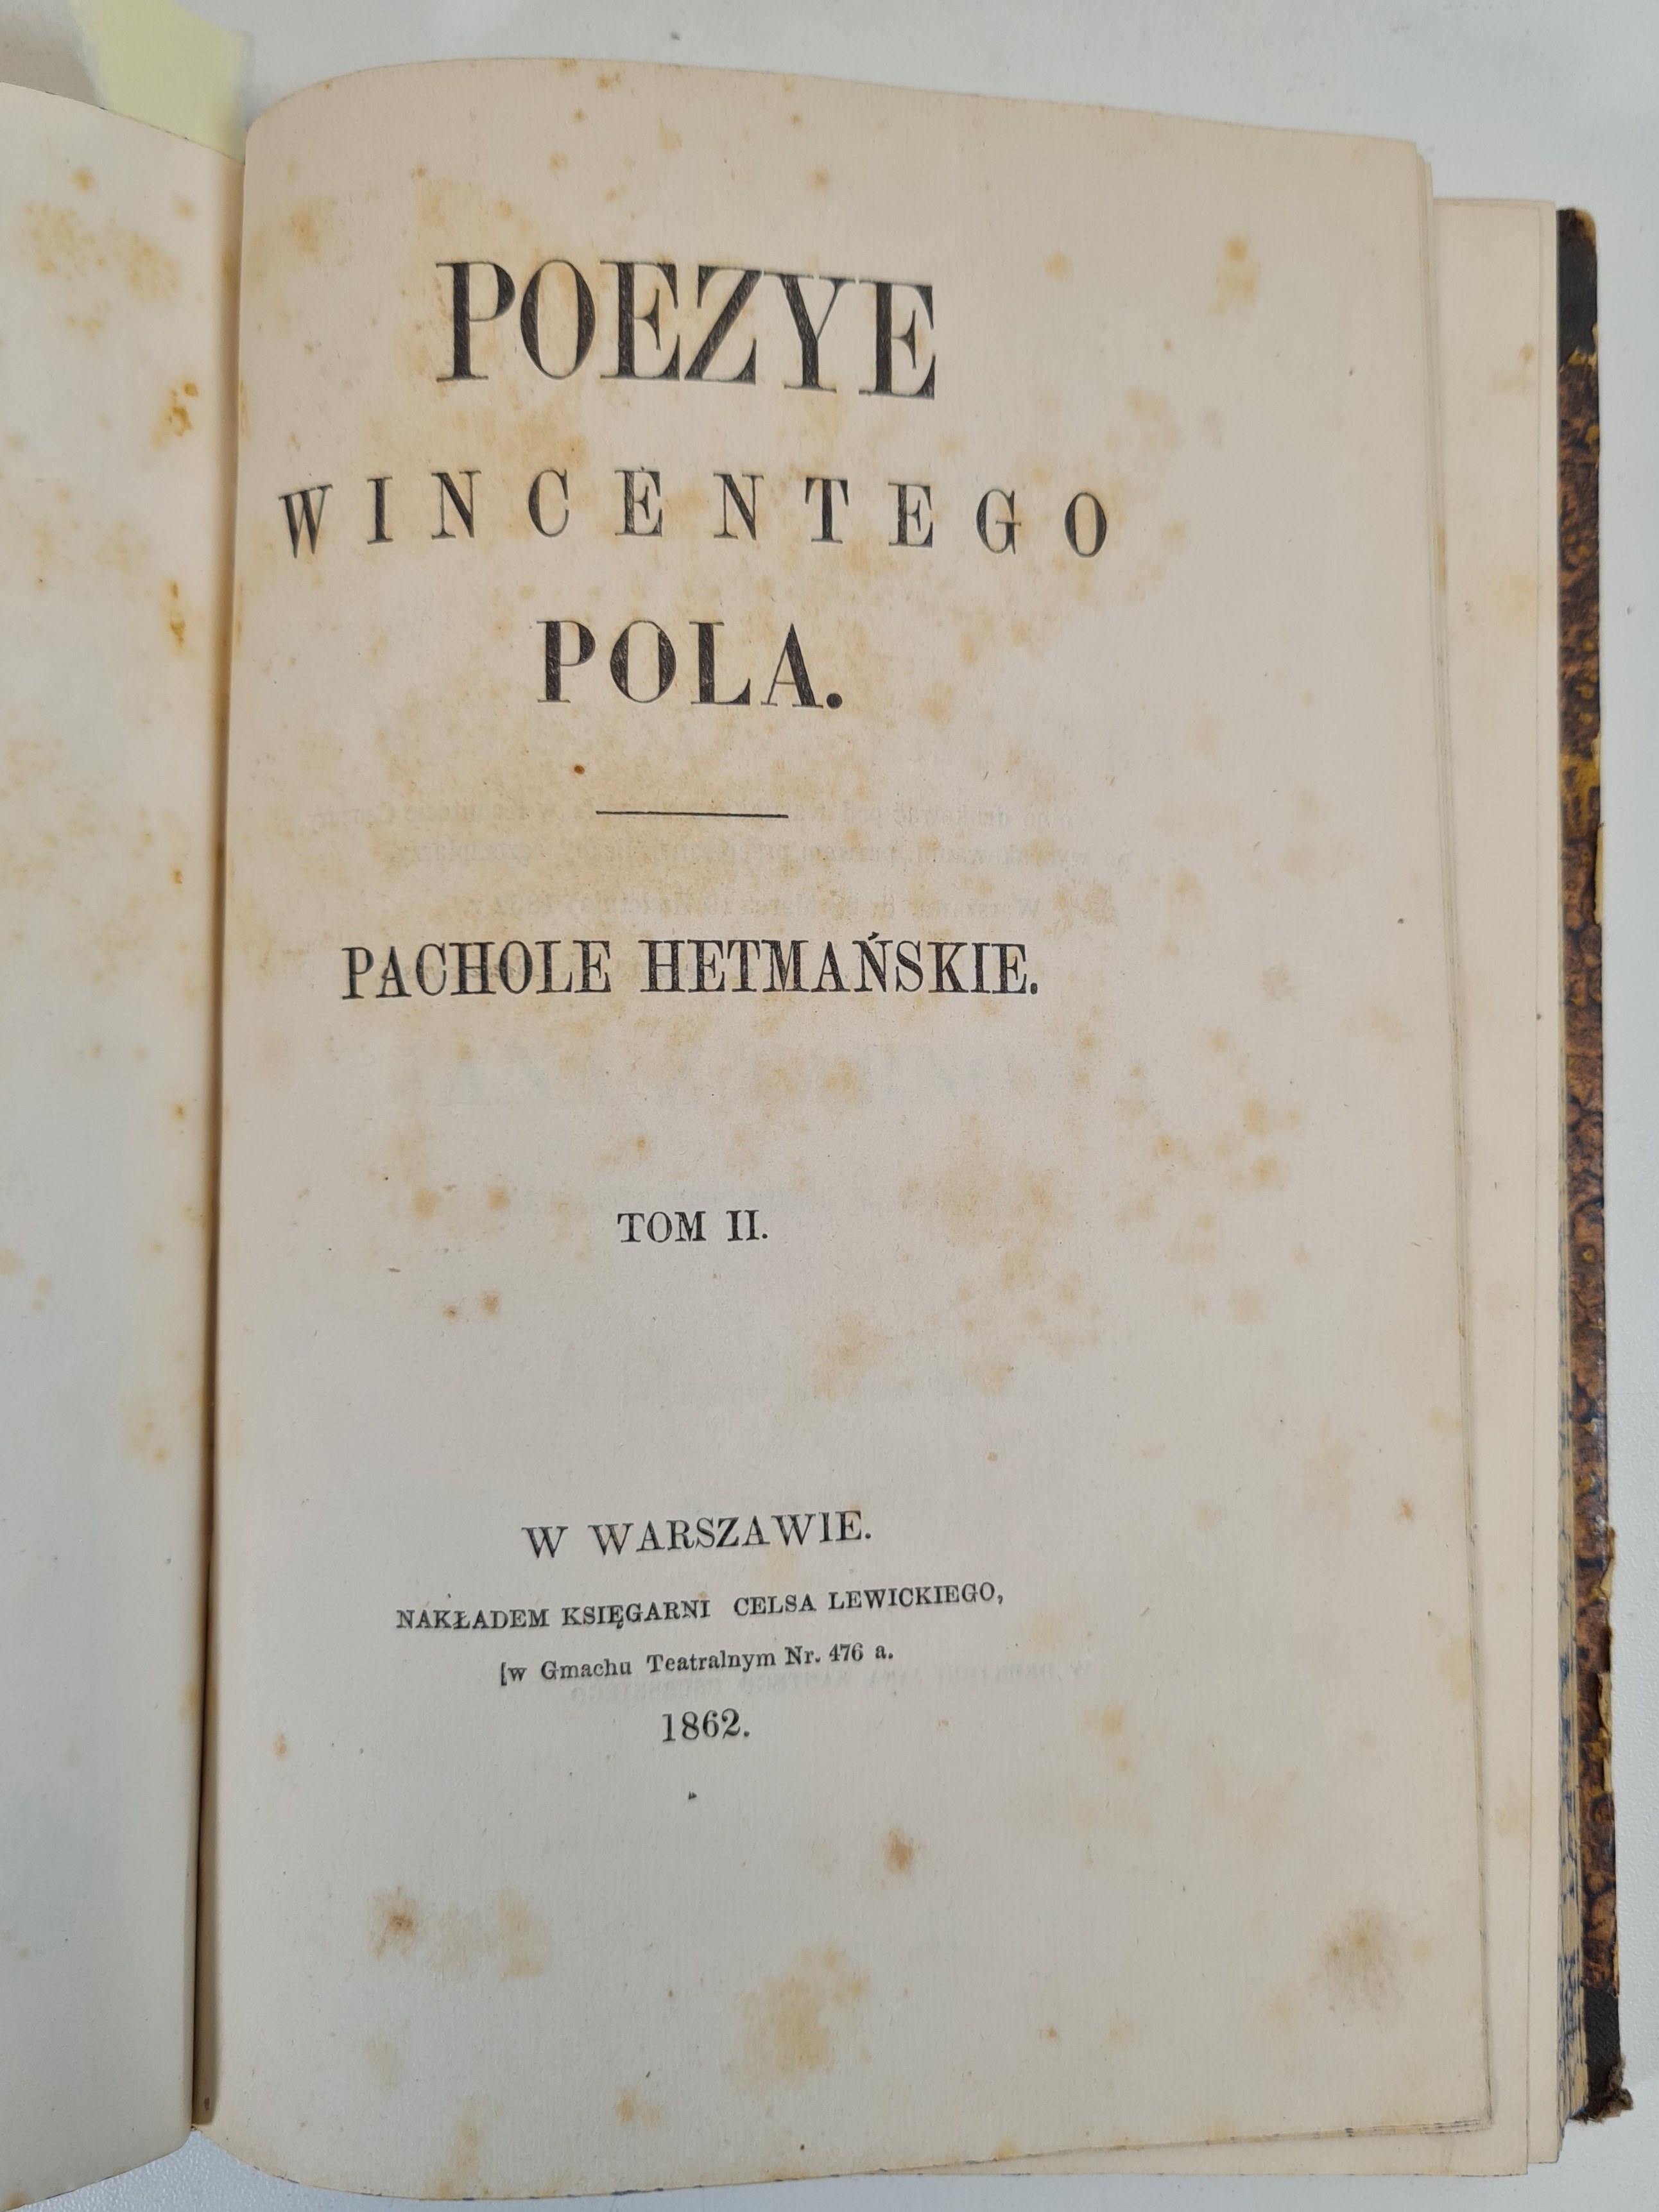 POEZYE
WINCENTEGO
POLA.
PACHOLE HETMAŃSKIE.
TOM II.
W WARSZAWIE.
NAKŁADEM KSIĘGARNI CELSA LEWICKIEGO,
[w Gmachu Teatralnym Nr. 476 a.
1862.